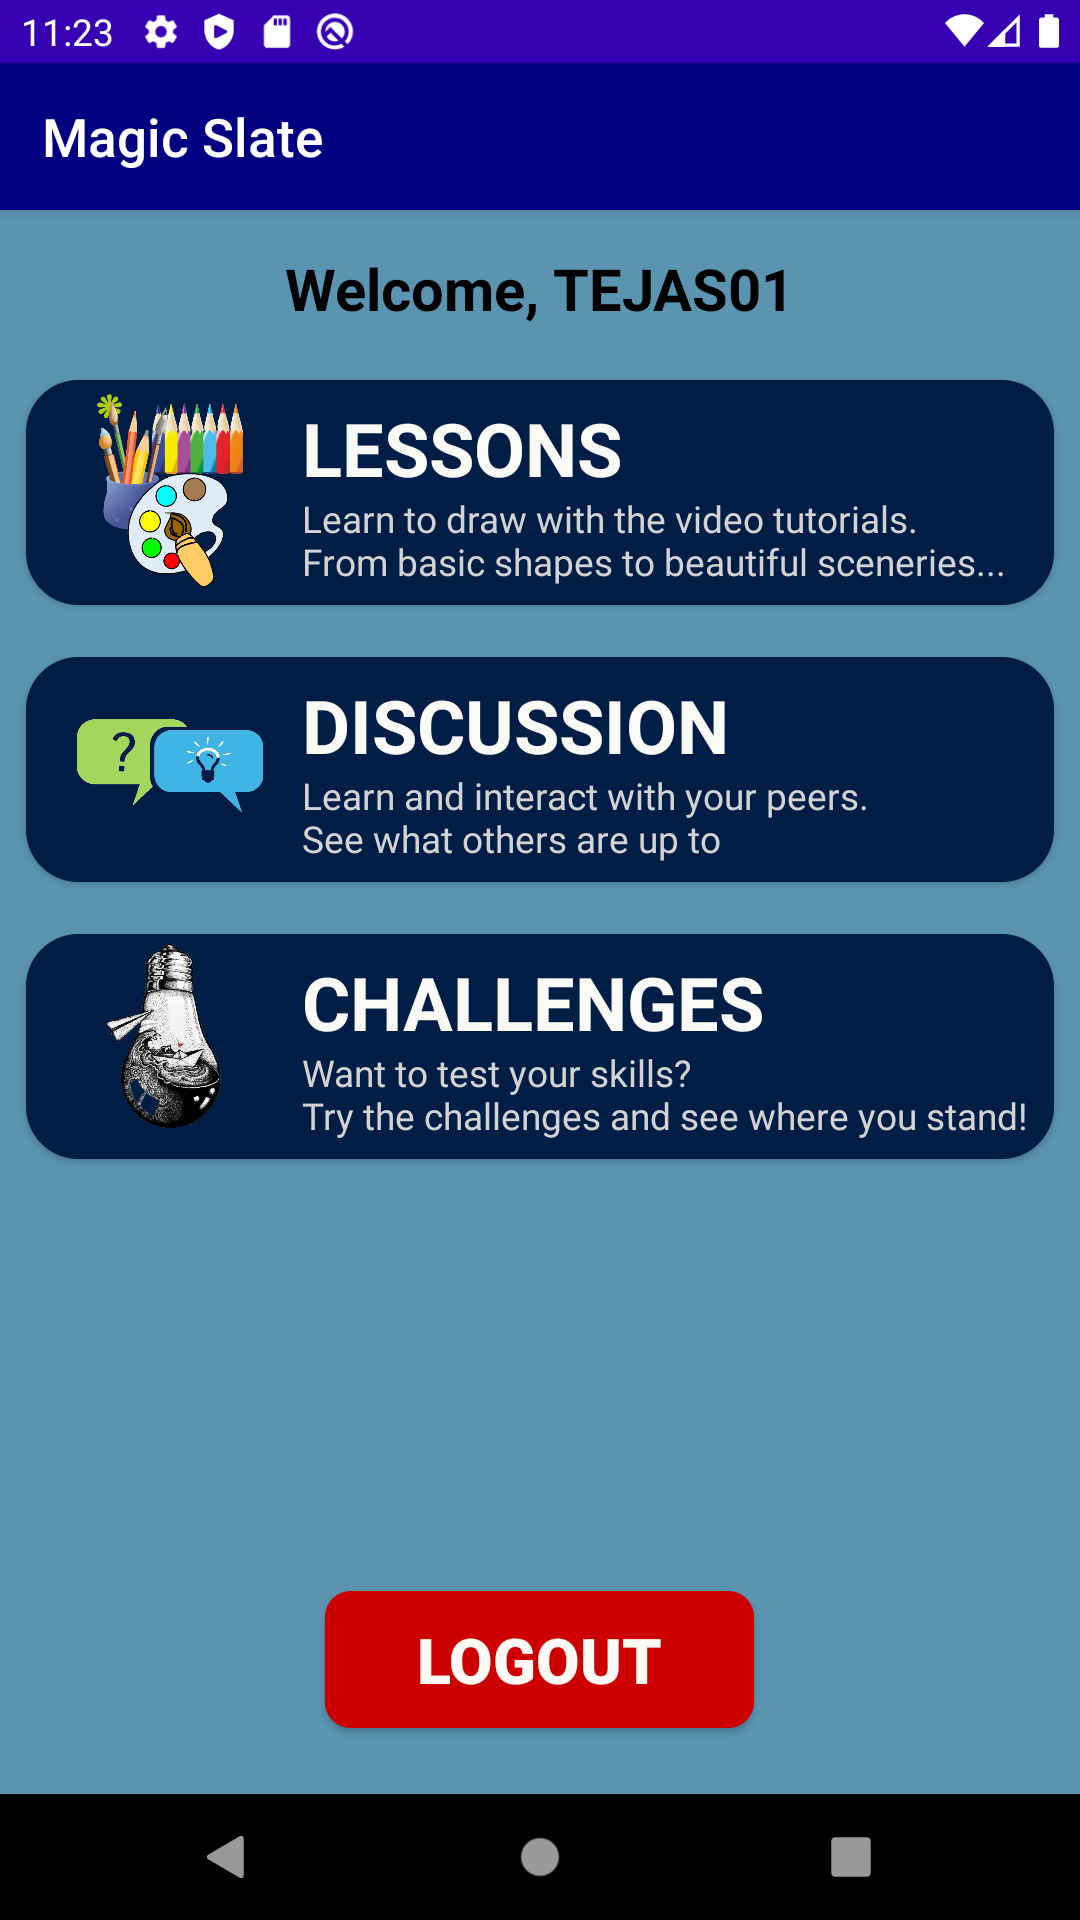 11:23
Magic Slate
Welcome, TEJAS01
LESSONS
Learn to draw with the video tutorials.
From basic shapes to beautiful sceneries...
?
DISCUSSION
Learn and interact with your peers.
See what others are up to
CHALLENGES
Want to test your skills?
Try the challenges and see where you stand!
LOGOUT